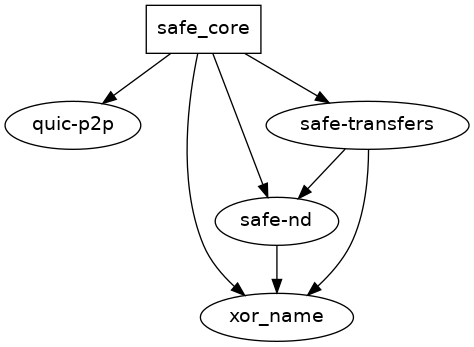 safe_core
quic-p2p
safe-transfers
safe-nd
xor_name